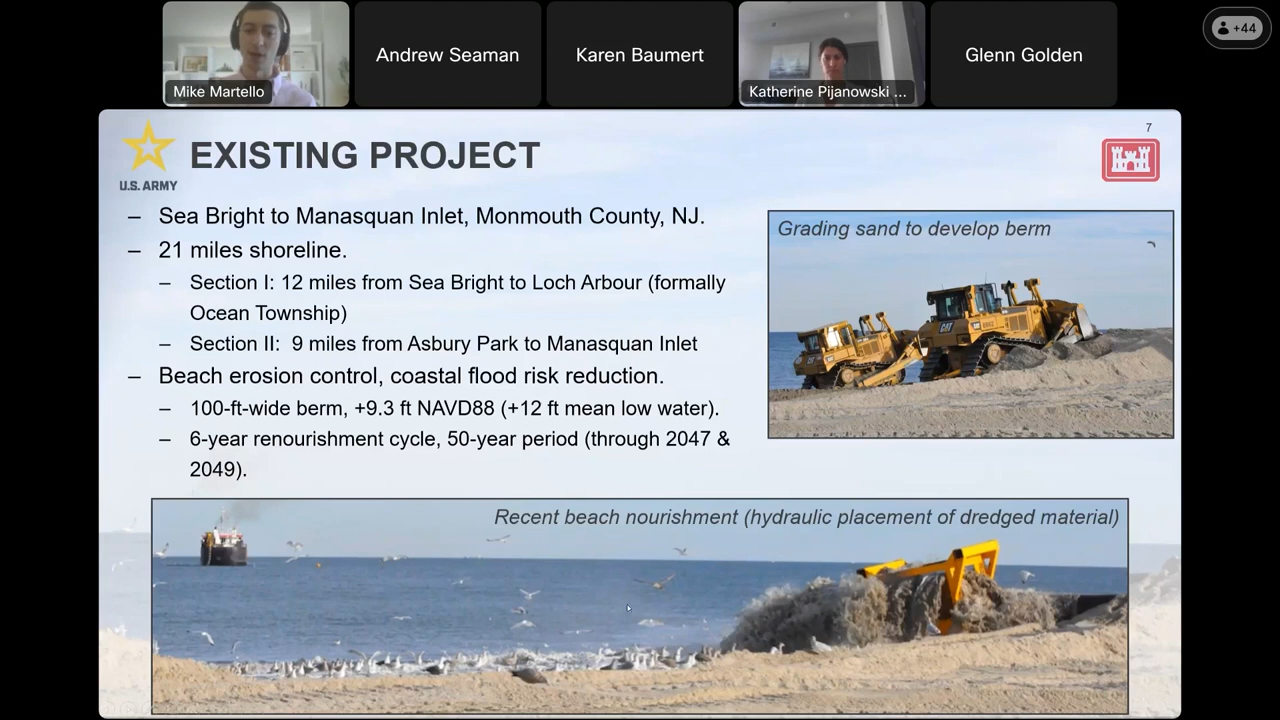 Mike Martello
Andrew Seaman
Karen Baumert
Katherine Pijanowski ...
Glenn Golden
+44
7
U.S. ARMY
EXISTING PROJECT
– Sea Bright to Manasquan Inlet, Monmouth County, NJ.
– 21 miles shoreline.
– Section I: 12 miles from Sea Bright to Loch Arbour (formally
Ocean Township)
– Section II: 9 miles from Asbury Park to Manasquan Inlet
– Beach erosion control, coastal flood risk reduction.
– 100-ft-wide berm, +9.3 ft NAVD88 (+12 ft mean low water).
– 6-year renourishment cycle, 50-year period (through 2047 &
2049).
Grading sand to develop berm
CAT
Recent beach nourishment (hydraulic placement of dredged material)